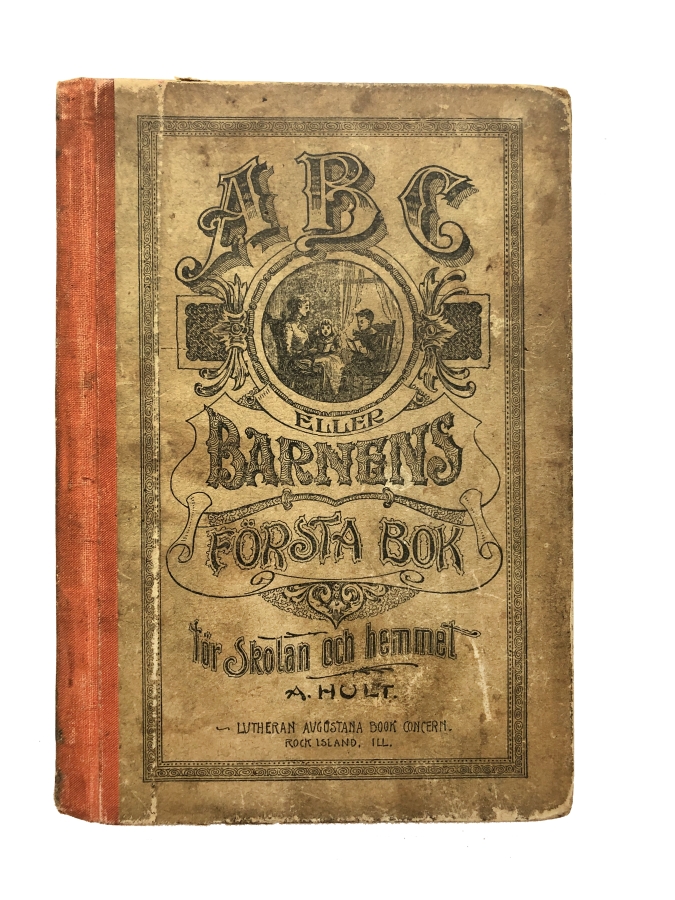 ABC
ELLER
BARNENS
FÖRSTA BOK
för Skolan och hemmet
A. HULT.
LUTHERAN AUGUSTANA BOOK CONCERN.
ROCK ISLAND, ILL.